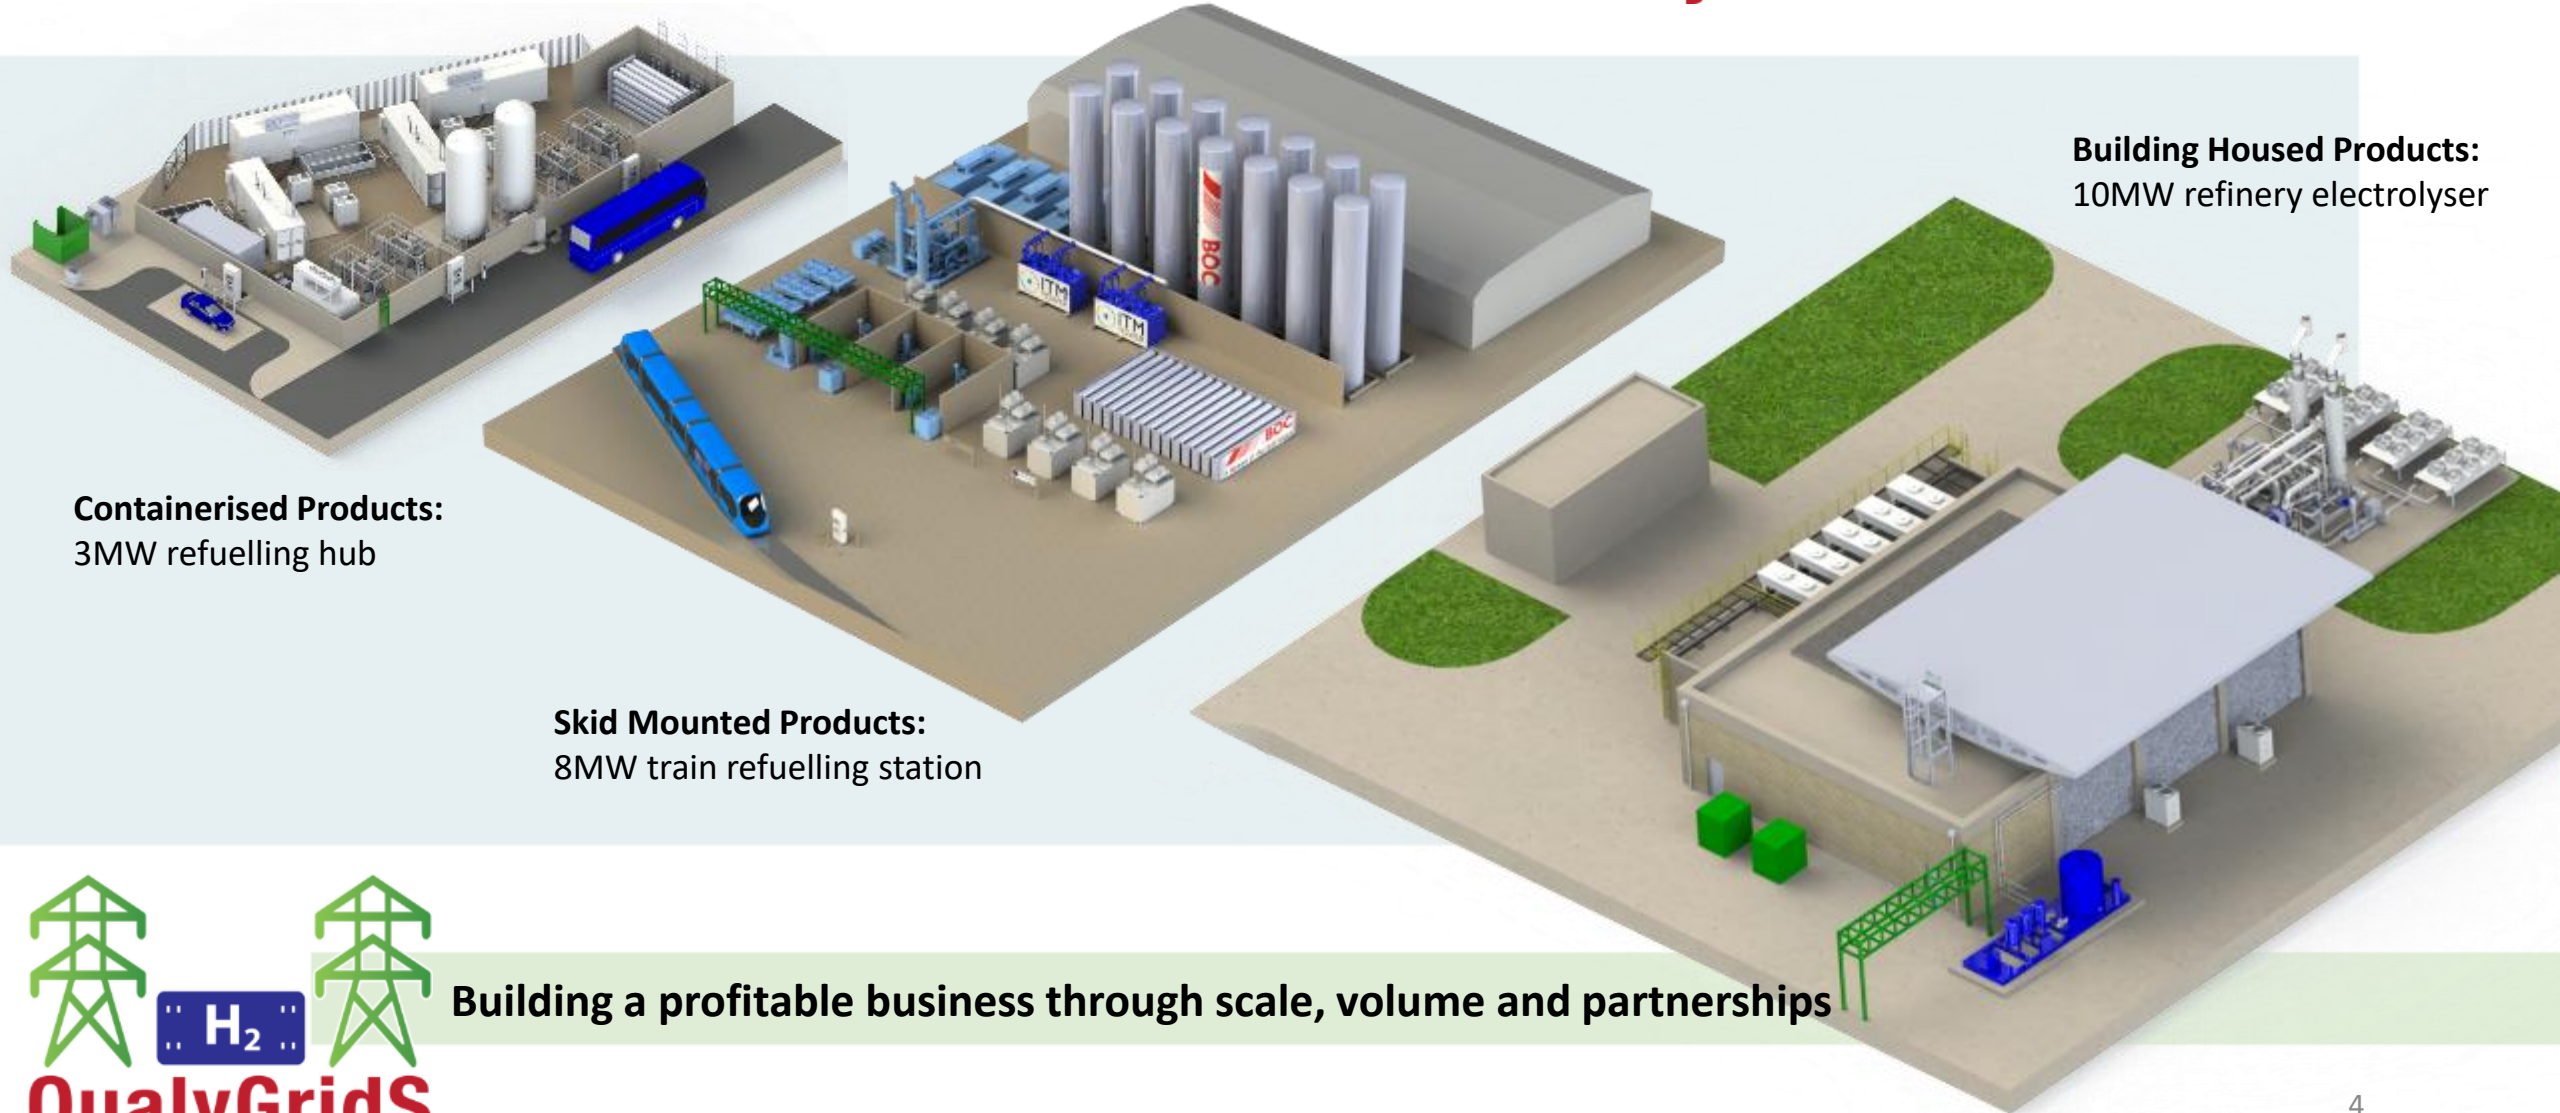 Building Housed Products:
10MW refinery electrolyser
BOC
ITM
ITM
BOC
Containerised Products:
3MW refuelling hub
Skid Mounted Products:
8MW train refuelling station
H₂
Building a profitable business through scale, volume and partnerships
QualyGridS
4